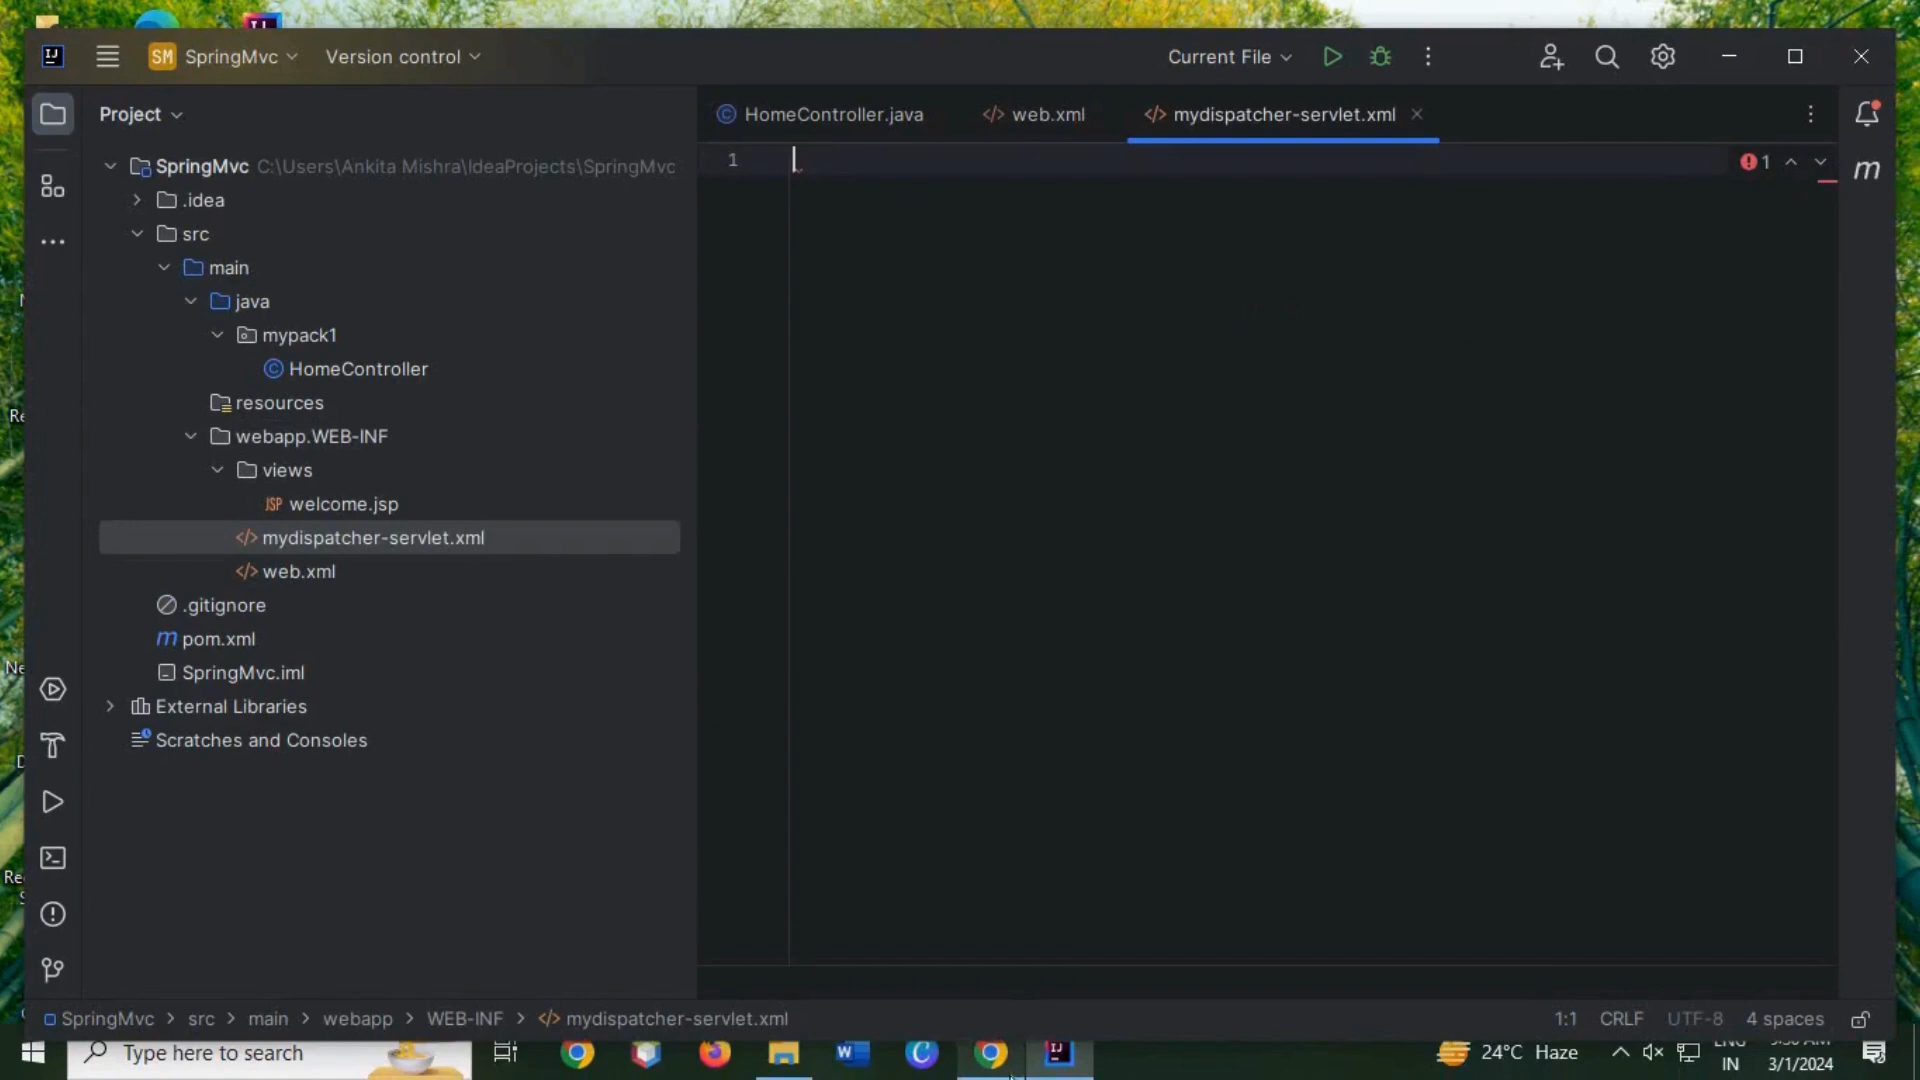 SM SpringMvc
Version control
Current File
Project
HomeController.java
web.xml
mydispatcher-servlet.xml
SpringMvc C:\Users\Ankita Mishra\IdeaProjects\SpringMvc
1
1
.idea
src
main
java
mypack1
HomeController
resources
webapp.WEB-INF
views
JSP welcome.jsp
mydispatcher-servlet.xml
web.xml
.gitignore
m pom.xml
SpringMvc.iml
External Libraries
Scratches and Consoles
m
SpringMvc > src > main > webapp > WEB-INF > mydispatcher-servlet.xml
1:1
CRLF
UTF-8
4 spaces
Type here to search
24°C Haze
ENG
IN
3/1/2024